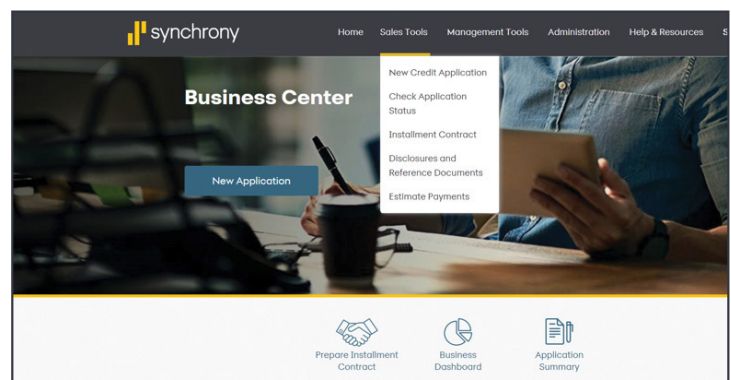 synchrony
Home Sales Tools Management Tools Administration Help & Resources S
New Credit Application
Check Application
Status
Installment Contract
Disclosures and
Reference Documents
Estimate Payments
Business Center
New Application
Prepare Installment
Contract
Business
Dashboard
Application
Summary